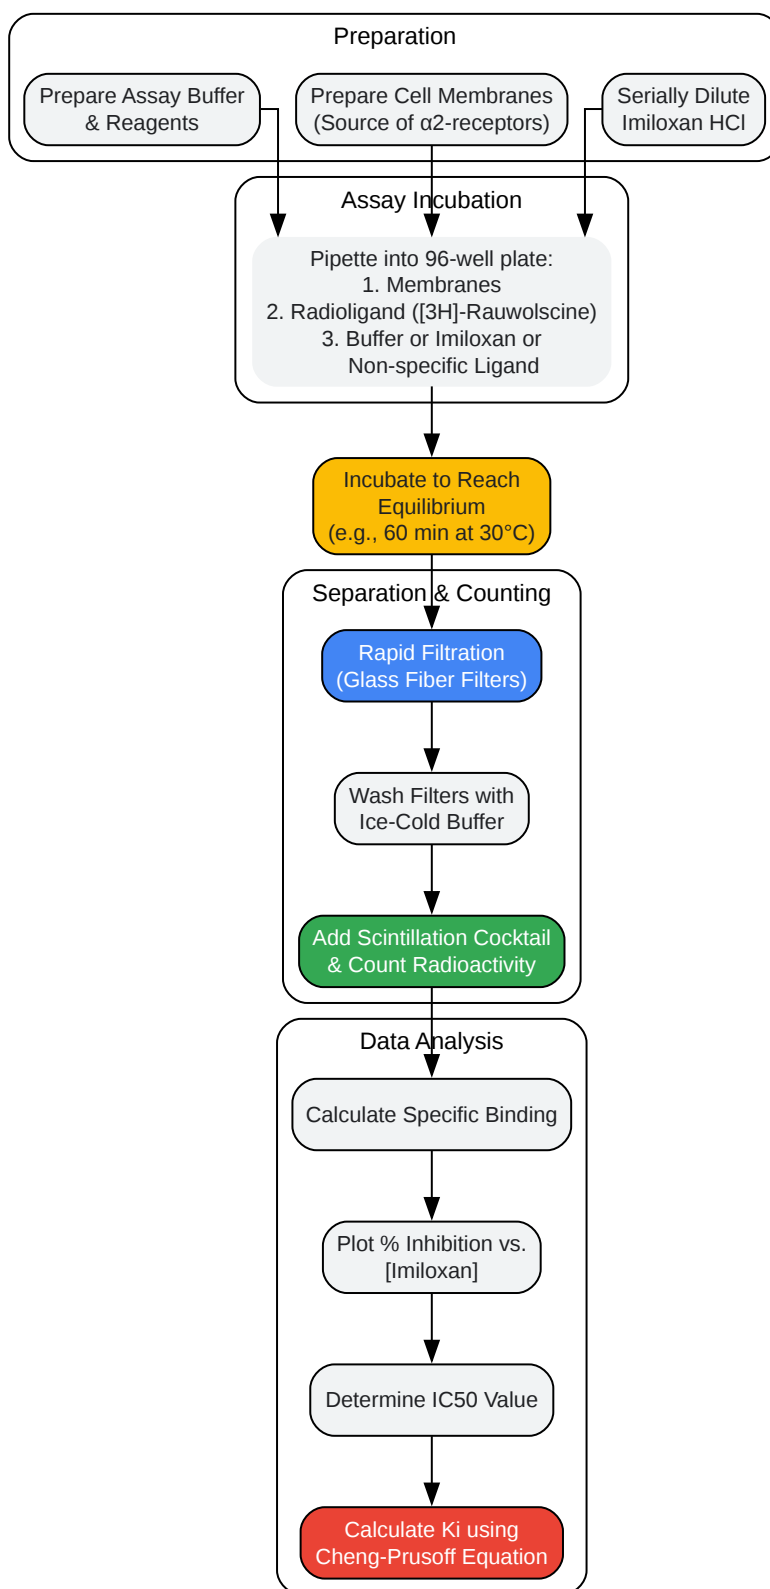 Preparation
Prepare Assay Buffer
& Reagents
Prepare Cell Membranes
(Source of α2-receptors)
Serially Dilute
Imiloxan HCl
Assay Incubation
Pipette into 96-well plate:
1. Membranes
2. Radioligand ([3H]-Rauwolscine)
3. Buffer or Imiloxan or
Non-specific Ligand
Incubate to Reach
Equilibrium
(e.g., 60 min at 30°C)
Separation & Counting
Rapid Filtration
(Glass Fiber Filters)
Wash Filters with
Ice-Cold Buffer
Add Scintillation Cocktail
& Count Radioactivity
Data Analysis
Calculate Specific Binding
Plot % Inhibition vs.
[Imiloxan]
Determine IC50 Value
Calculate Ki using
Cheng-Prusoff Equation